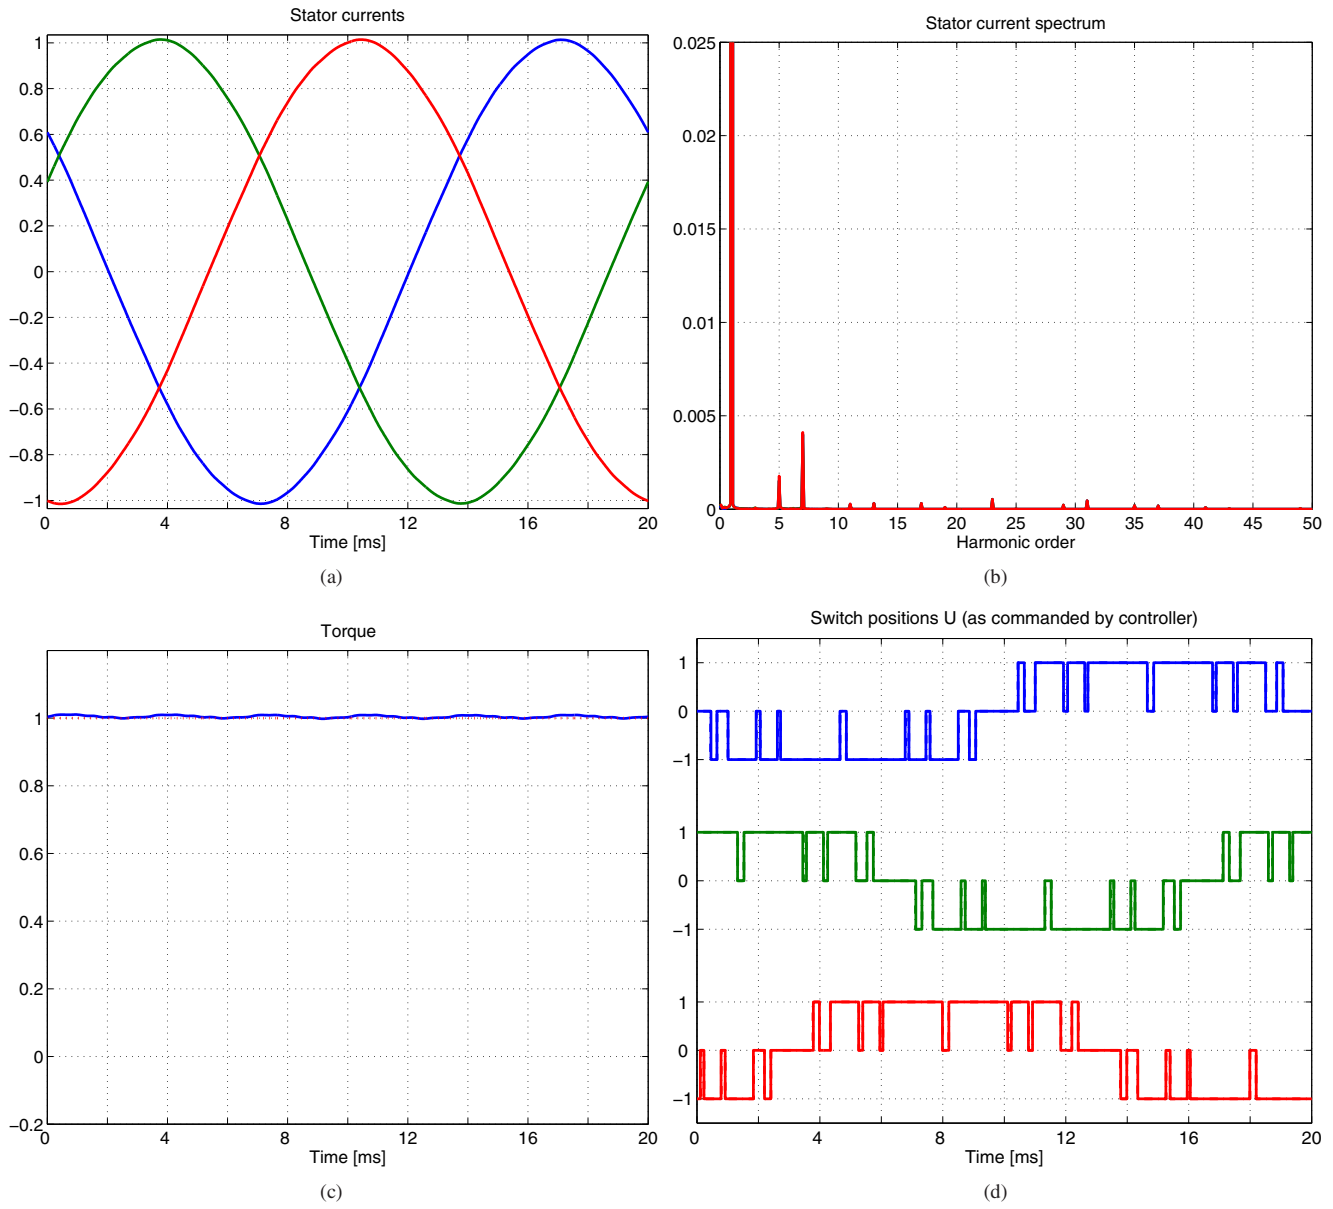 Stator currents
1
0.8
0.6
0.4
0.2
0
−0.2
−0.4
−0.6
−0.8
−1
0 4 8 12 16 20
Time [ms]
(a)
Stator current spectrum
0.025
0.02
0.015
0.01
0.005
0
0 5 10 15 20 25 30 35 40 45 50
Harmonic order
(b)
Torque
1
0.8
0.6
0.4
0.2
0
−0.2
0 4 8 12 16 20
Time [ms]
(c)
Switch positions U (as commanded by controller)
1
0
−1
1
0
−1
1
0
−1
0 4 8 12 16 20
Time [ms]
(d)